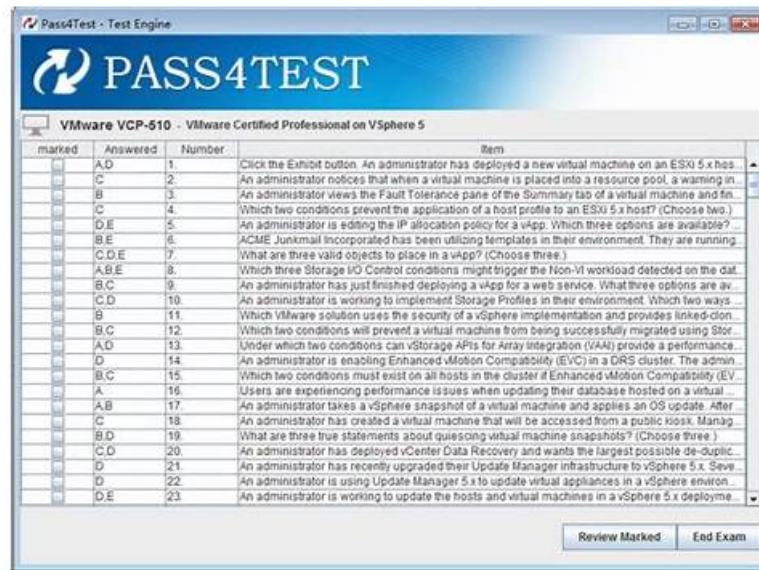 Pass4Test - Test Engine
PASS4TEST
VMware VCP-510 - VMware Certified Professional on VSphere 5
marked Answered Number Item
A,D 1. Click the Exhibit button. An administrator has deployed a new virtual machine on an ESXi 5.x hos...
C 2. An administrator notices that when a virtual machine is placed into a resource pool, a warning in...
B 3. An administrator views the Fault Tolerance pane of the Summary tab of a virtual machine and fin...
C 4. Which two conditions prevent the application of a host profile to an ESXi 5.x host? (Choose two.)
D,E 5. An administrator is editing the IP allocation policy for a vApp. Which three options are available? ...
B,E 6. ACME Junkmail Incorporated has been utilizing templates in their environment. They are running...
C,D,E 7. What are three valid objects to place in a vApp? (Choose three.)
A,B,E 8. Which three Storage I/O Control conditions might trigger the Non-VI workload detected on the dat...
B,C 9. An administrator has just finished deploying a vApp for a web service. What three options are av...
C,D 10. An administrator is working to implement Storage Profiles in their environment. Which two ways ...
B 11. Which VMware solution uses the security of a vSphere implementation and provides linked-clon...
B,C 12. Which two conditions will prevent a virtual machine from being successfully migrated using Stor...
A,D 13. Under which two conditions can vStorage APIs for Array Integration (VAAI) provide a performance...
D 14. An administrator is enabling Enhanced vMotion Compatibility (EVC) in a DRS cluster. The admin...
B,C 15. Which two conditions must exist on all hosts in the cluster if Enhanced vMotion Compatibility (EV...
A 16. Users are experiencing performance issues when updating their database hosted on a virtual ...
A,B 17. An administrator takes a vSphere snapshot of a virtual machine and applies an OS update. After ...
C 18. An administrator has created a virtual machine that will be accessed from a public kiosk. Manag...
B,D 19. What are three true statements about quiescing virtual machine snapshots? (Choose three.)
C,D 20. An administrator has deployed vCenter Data Recovery and wants the largest possible de-duplic...
D 21. An administrator has recently upgraded their Update Manager infrastructure to vSphere 5.x. Seve...
D 22. An administrator is using Update Manager 5.x to update virtual appliances in a vSphere environ...
D,E 23. An administrator is working to update the hosts and virtual machines in a vSphere 5.x deployme...
Review Marked End Exam